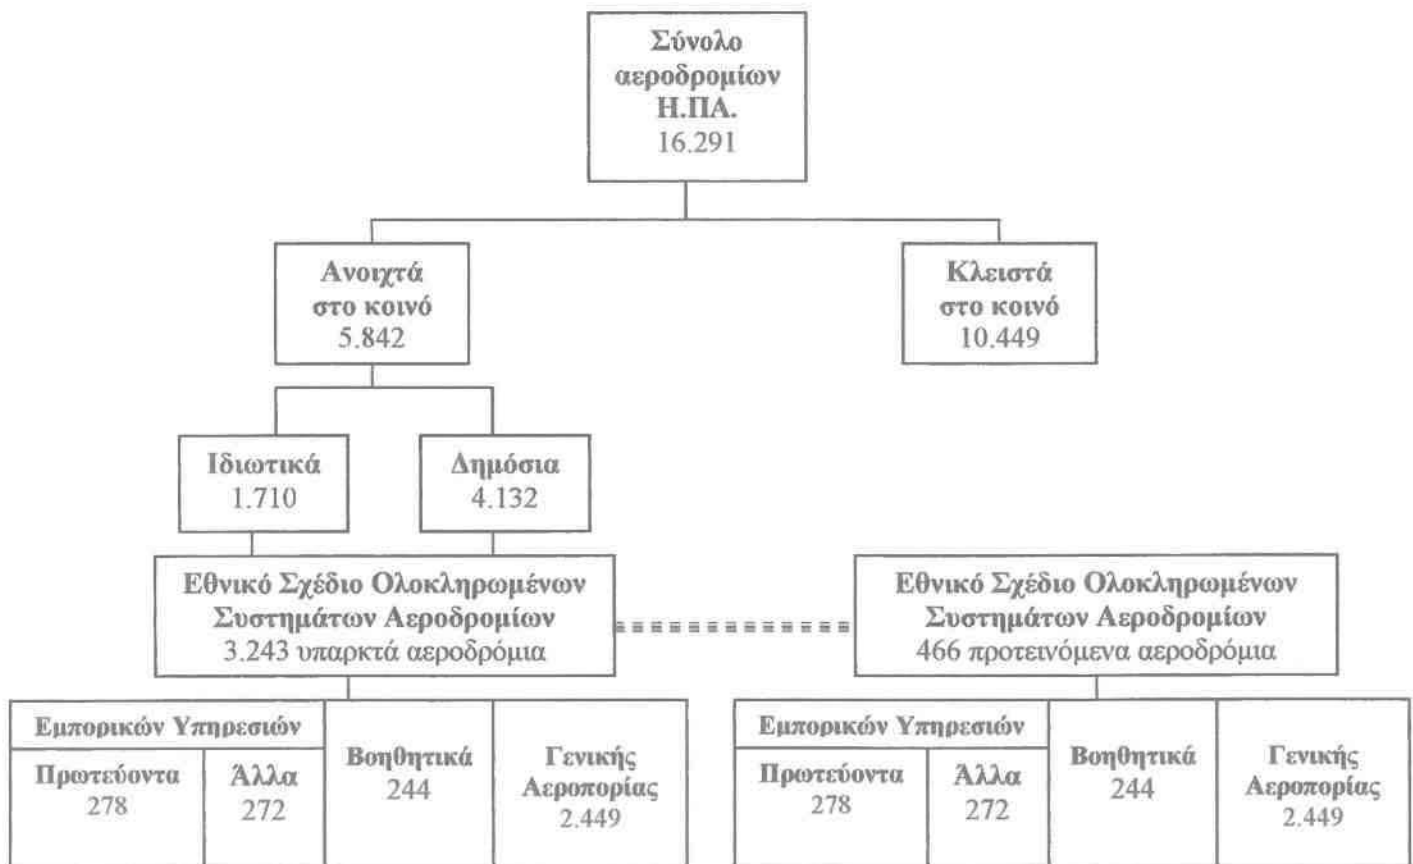 Σύνολο
αεροδρομίων
Η.ΠΑ.
16.291
Ανοιχτά
στο κοινό
5.842
Κλειστά
στο κοινό
10.449
Ιδιωτικά
1.710
Δημόσια
4.132
Εθνικό Σχέδιο Ολοκληρωμένων
Συστημάτων Αεροδρομίων
3.243 υπαρκτά αεροδρόμια
Εθνικό Σχέδιο Ολοκληρωμένων
Συστημάτων Αεροδρομίων
466 προτεινόμενα αεροδρόμια
Εμπορικών Υπηρεσιών
Πρωτεύοντα
278
Άλλα
272
Βοηθητικά
244
Γενικής
Αεροπορίας
2.449
Εμπορικών Υπηρεσιών
Πρωτεύοντα
278
Άλλα
272
Βοηθητικά
244
Γενικής
Αεροπορίας
2.449